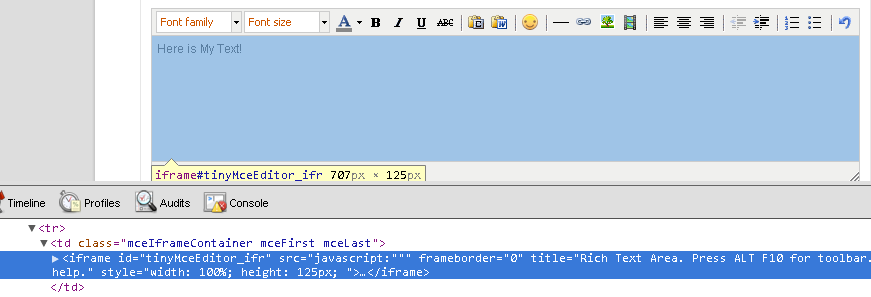 Font family Font size A B I U ABC
Here is My Text!
iframe#tinyMceEditor_ifr 707px × 125px
Timeline Profiles Audits Console
▼<tr>
▼<td class="mceIframeContainer mceFirst mceLast">
▶<iframe id="tinyMceEditor_ifr" src="javascript:""" frameborder="0" title="Rich Text Area. Press ALT F10 for toolbar.
help." style="width: 100%; height: 125px; ">…</iframe>
</td>